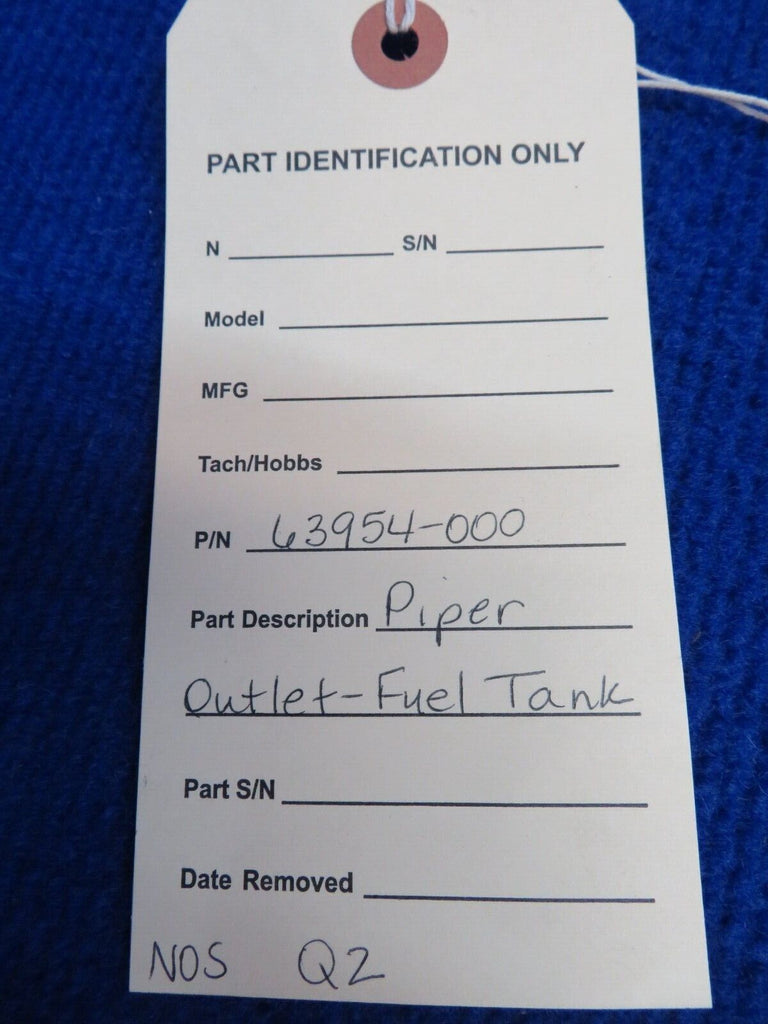 PART IDENTIFICATION ONLY
N S/N
Model
MFG
Tach/Hobbs
P/N 63954-000
Part Description Piper
Outlet-Fuel Tank
Part S/N
Date Removed
NOS Q2